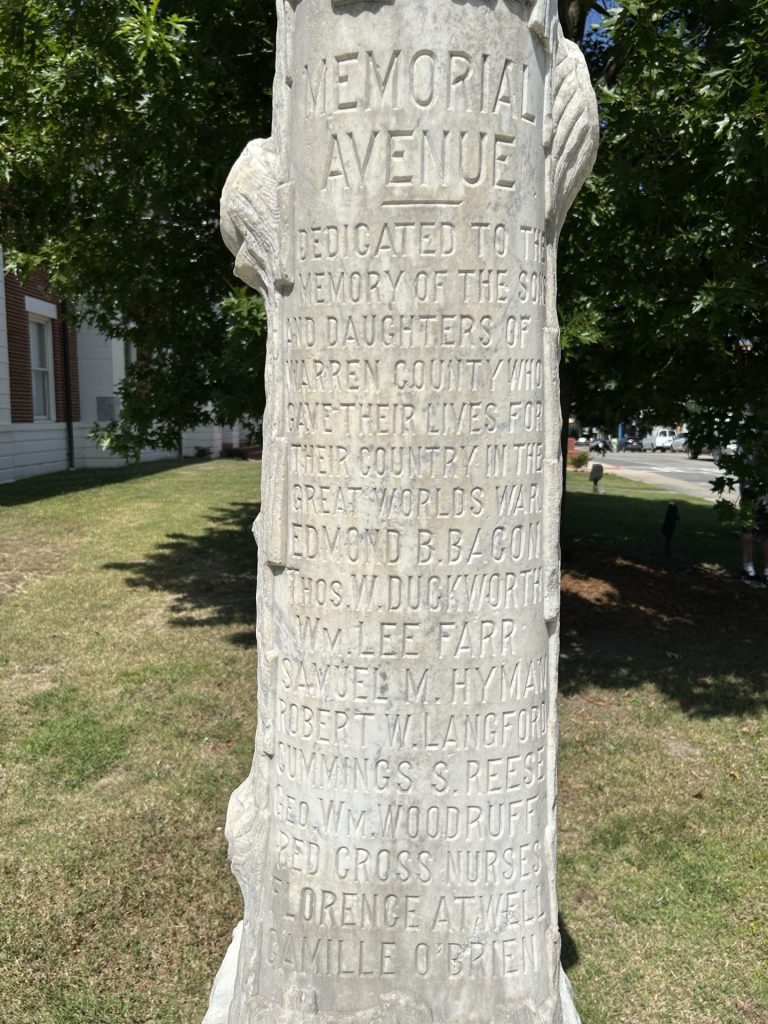 MEMORIAL
AVENUE
DEDICATED TO THE
MEMORY OF THE SON
AND DAUGHTERS OF
WARREN COUNTY WHO
GAVE THEIR LIVES FOR
THEIR COUNTRY IN THE
GREAT WORLDS WAR.
EDMOND B. BACON
THOS. W. DUCKWORTH
WM. LEE FARR
SAMUEL M. HYMAN
ROBERT W. LANGFORD
CUMMINGS S. REESE
GEO. WM. WOODRUFF
RED CROSS NURSES
FLORENCE ATWELL
CAMILLE O'BRIEN